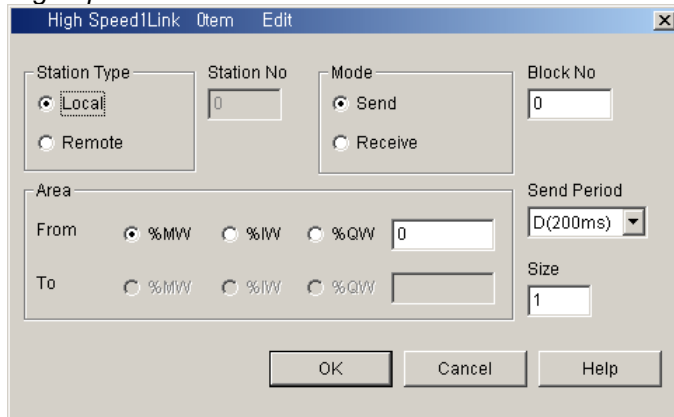 High Speed1Link 0tem Edit
Station Type Station No Mode Block No
Local 0 Send 0
Remote Receive
Area Send Period
From %MW %IW %QW 0 D(200ms)
To %MW %IW %QW Size
1
OK Cancel Help